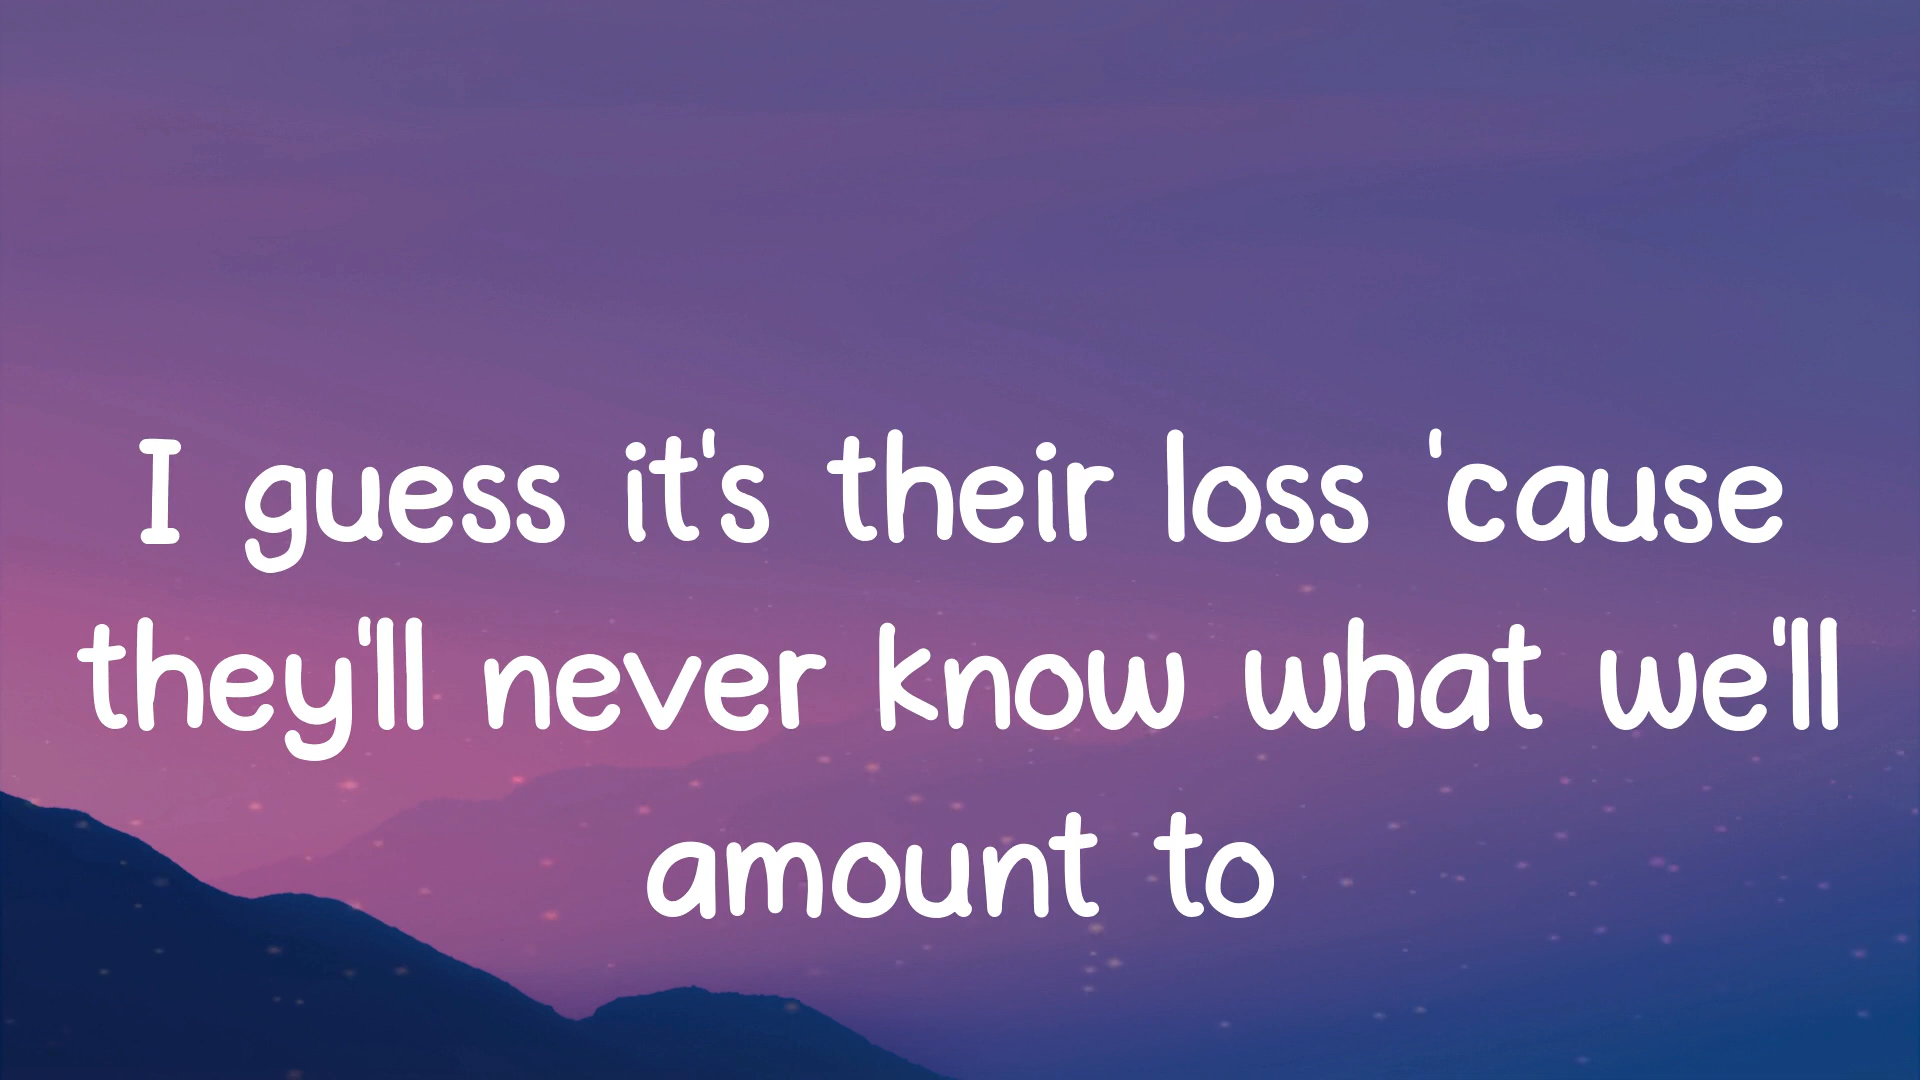 I guess it's their loss 'cause
they'll never know what we'll
amount to